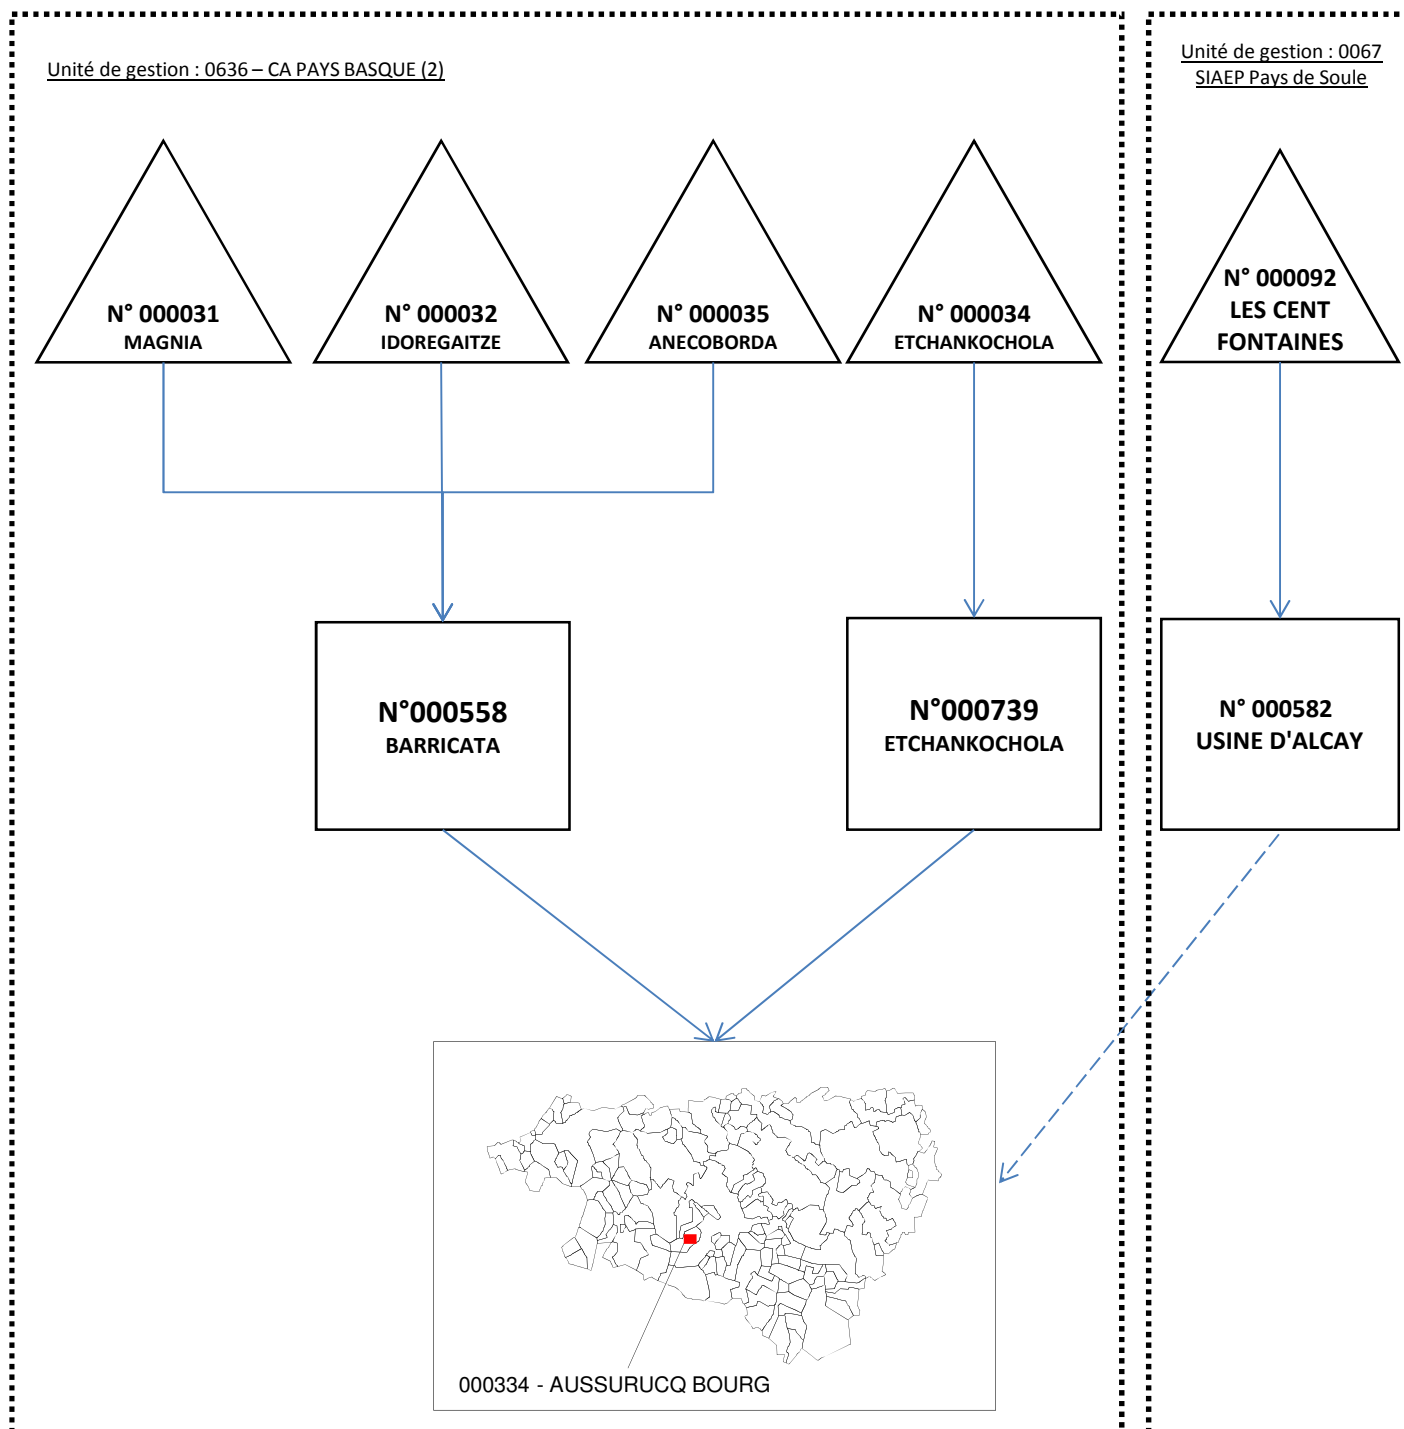 Unité de gestion : 0636 – CA PAYS BASQUE (2)
Unité de gestion : 0067
SIAEP Pays de Soule
N° 000031
MAGNIA
N° 000032
IDOREGAITZE
N° 000035
ANECOBORDA
N° 000034
ETCHANKOCHOLA
N° 000092
LES CENT
FONTAINES
N°000558
BARRICATA
N°000739
ETCHANKOCHOLA
N° 000582
USINE D'ALCAY
000334 - AUSSURUCQ BOURG